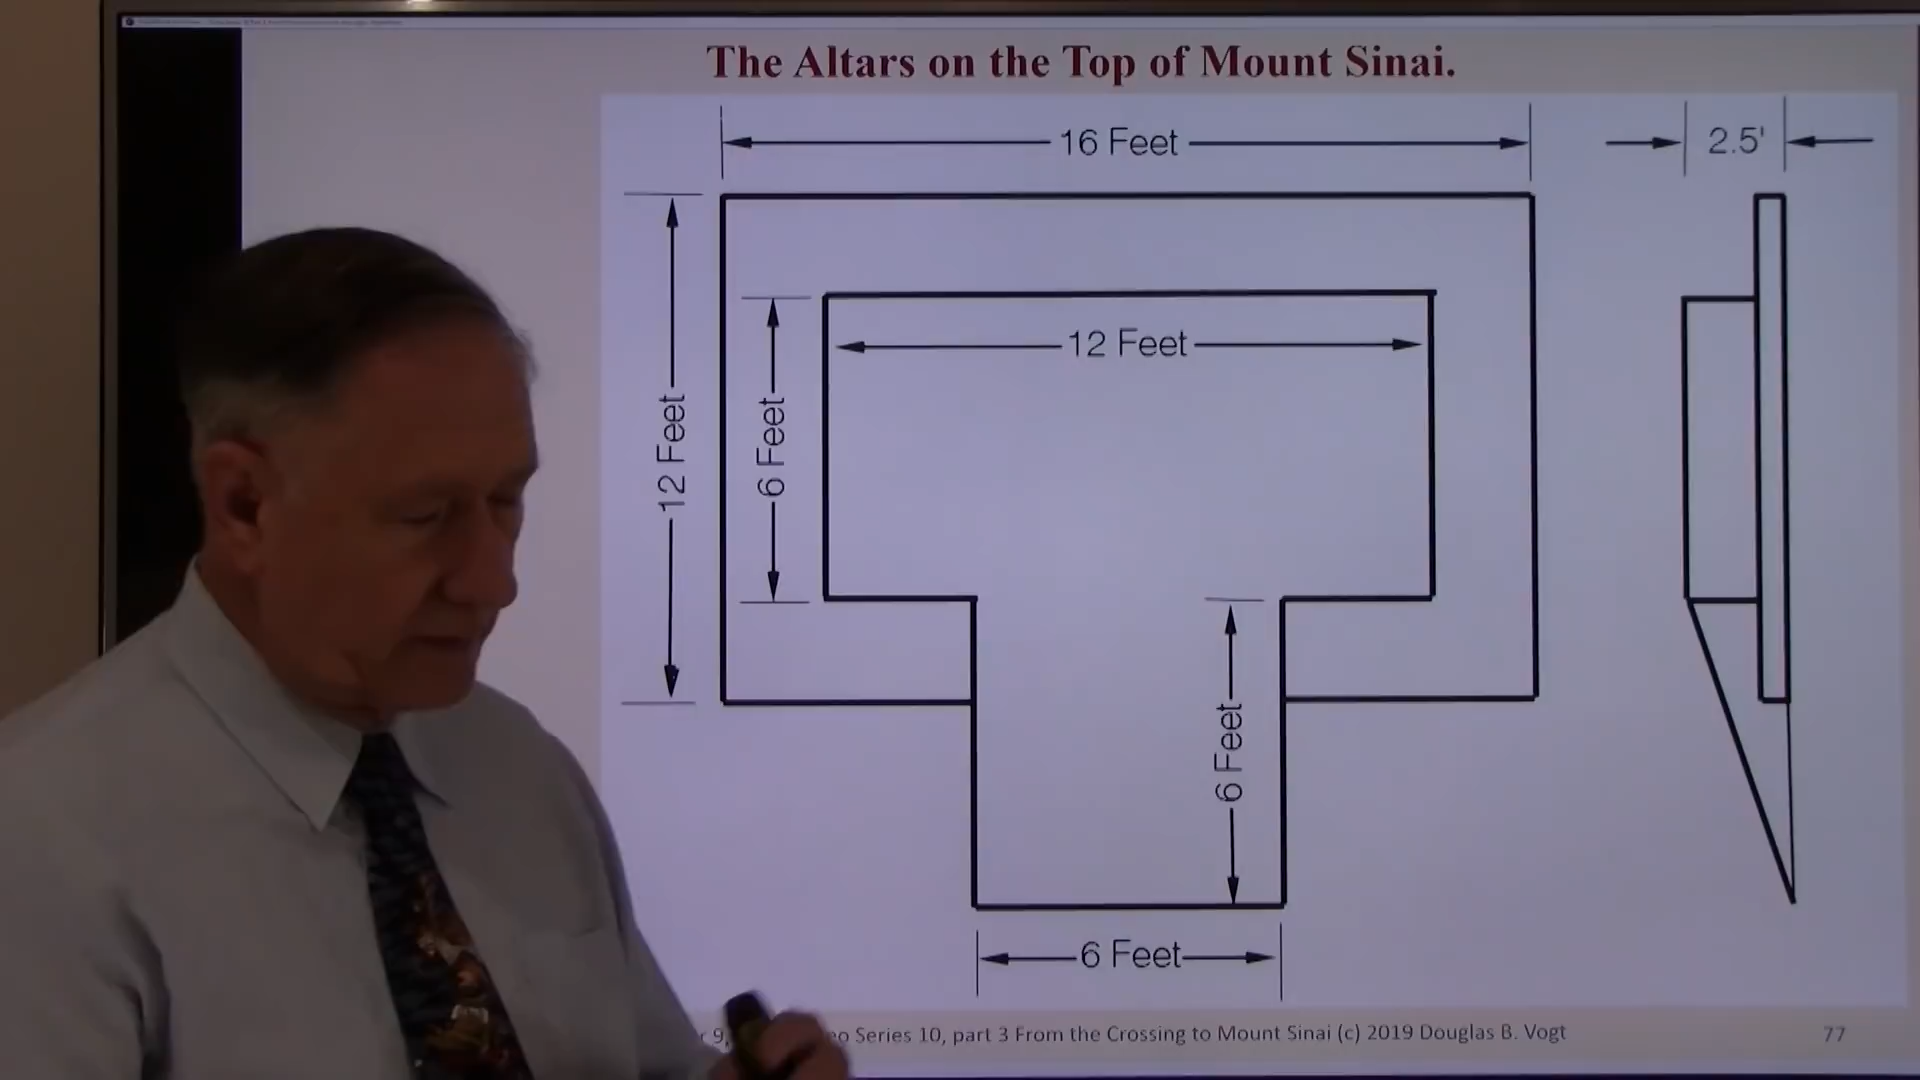 The Altars on the Top of Mount Sinai.
16 Feet
2.5'
12 Feet
12 Feet
6 Feet
6 Feet
6 Feet
9, Series 10, part 3 From the Crossing to Mount Sinai (c) 2019 Douglas B. Vogt
77